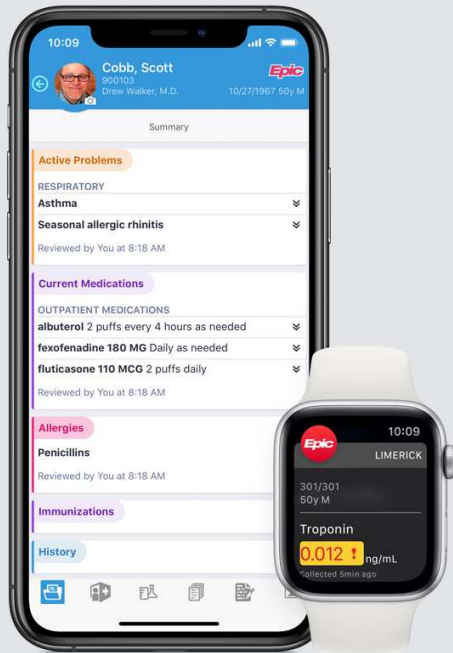 10:09
Cobb, Scott
900103
Drew Walker, M.D.
Epic
10/27/1967 50y M
Summary
Active Problems
RESPIRATORY
Asthma
Seasonal allergic rhinitis
Reviewed by You at 8:18 AM
Current Medications
OUTPATIENT MEDICATIONS
albuterol 2 puffs every 4 hours as needed
fexofenadine 180 MG Daily as needed
fluticasone 110 MCG 2 puffs daily
Reviewed by You at 8:18 AM
Allergies
Penicillins
Reviewed by You at 8:18 AM
Immunizations
History
Epic
10:09
LIMERICK
301/301
50y M
Troponin
0.012 ! ng/mL
Collected 5min ago